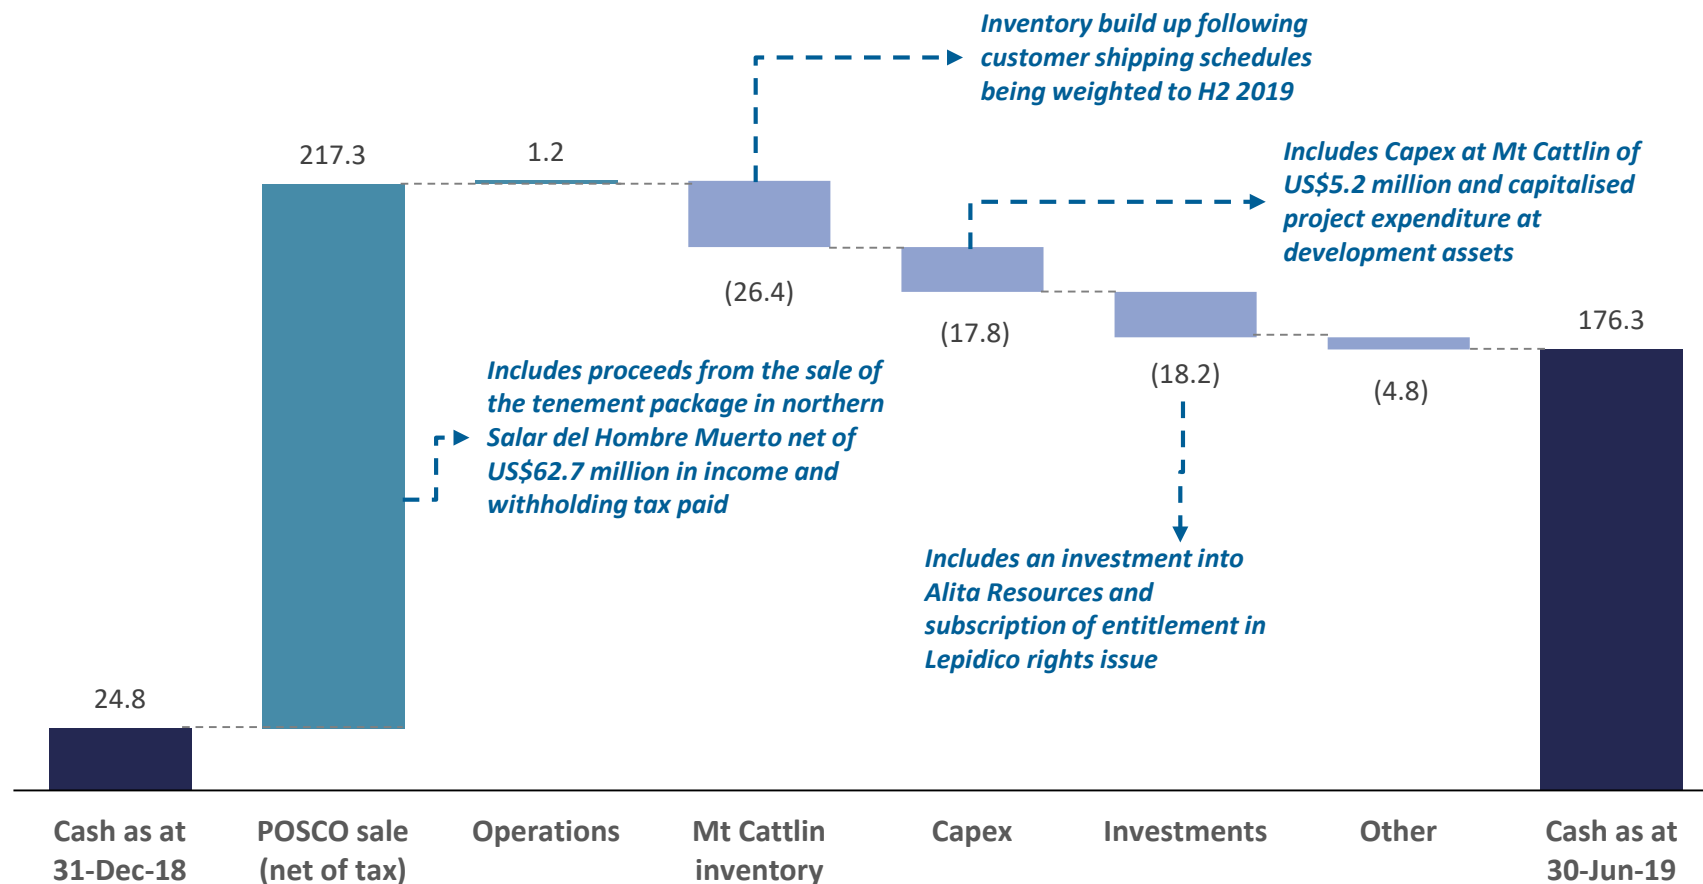 Inventory build up following
customer shipping schedules
being weighted to H2 2019
217.3
1.2
Includes Capex at Mt Cattlin of
US$5.2 million and capitalised
project expenditure at
development assets
(26.4)
(17.8)
176.3
(18.2)
(4.8)
Includes proceeds from the sale of
the tenement package in northern
Salar del Hombre Muerto net of
US$62.7 million in income and
withholding tax paid
Includes an investment into
Alita Resources and
subscription of entitlement in
Lepidico rights issue
24.8
Cash as at
31-Dec-18
POSCO sale
(net of tax)
Operations
Mt Cattlin
inventory
Capex
Investments
Other
Cash as at
30-Jun-19